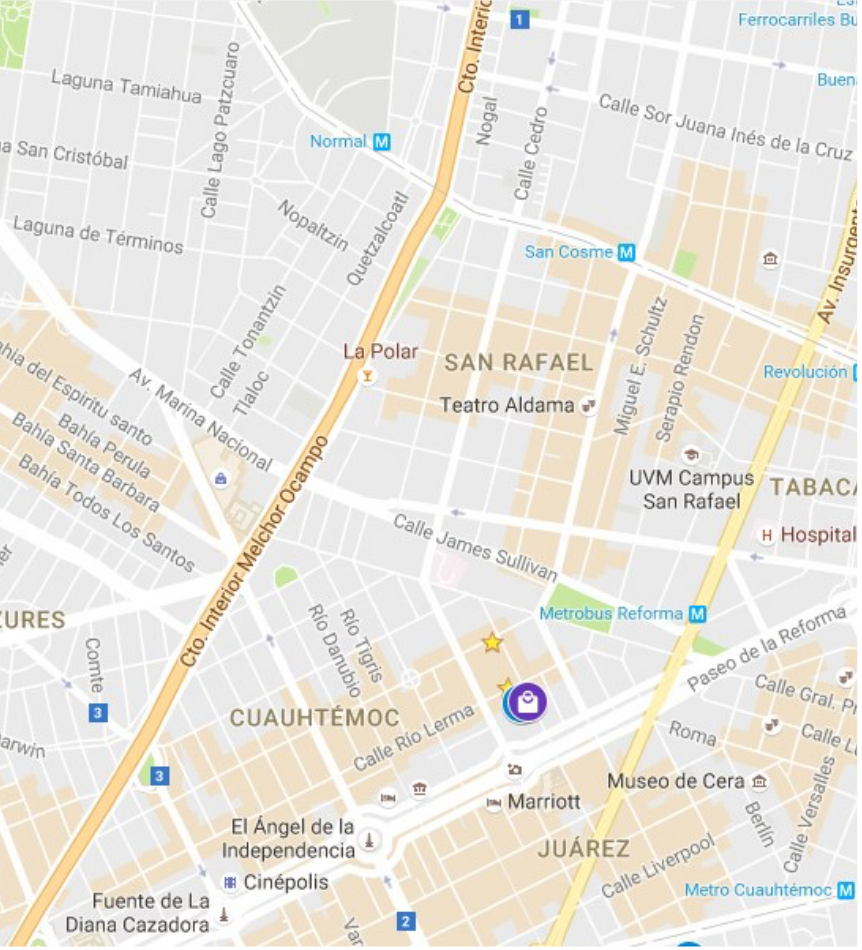 Cto. Interio
1
Ferrocarriles Bu
Laguna Tamiahua
Calle Lago Patzcuaro
Buena
Nogal
Calle Cedro
Calle Sor Juana Inés de la Cruz
Normal M
a San Cristóbal
Nopaltzin
Quetzalcoatl
Laguna de Términos
San Cosme M
Av. Insurgente
Calle Tonantzin
Tlaloc
La Polar
SAN RAFAEL
Miguel E. Schultz
Serapio Rendon
Revolución
ahia del Espiritu santo
Av. Marina Nacional
Teatro Aldama
Bahía Perula
Bahía Santa Barbara
Bahía Todos Los Santos
UVM Campus
San Rafael
TABACA
Cto. Interior Melchor Ocampo
Calle James Sullivan
H Hospital
ZURES
Metrobus Reforma M
Río Tigris
Río Danubio
Comte
Paseo de la Reforma
3
CUAUHTÉMOC
Calle Río Lerma
Calle Gral. Pr
Roma
Calle Lu
arwin
3
Museo de Cera
Marriott
Berlín
Calle Versalles
El Ángel de la
Independencia
JUÁREZ
Calle Liverpool
Cinépolis
Metro Cuauhtémoc M
Fuente de La
Diana Cazadora
2
Var